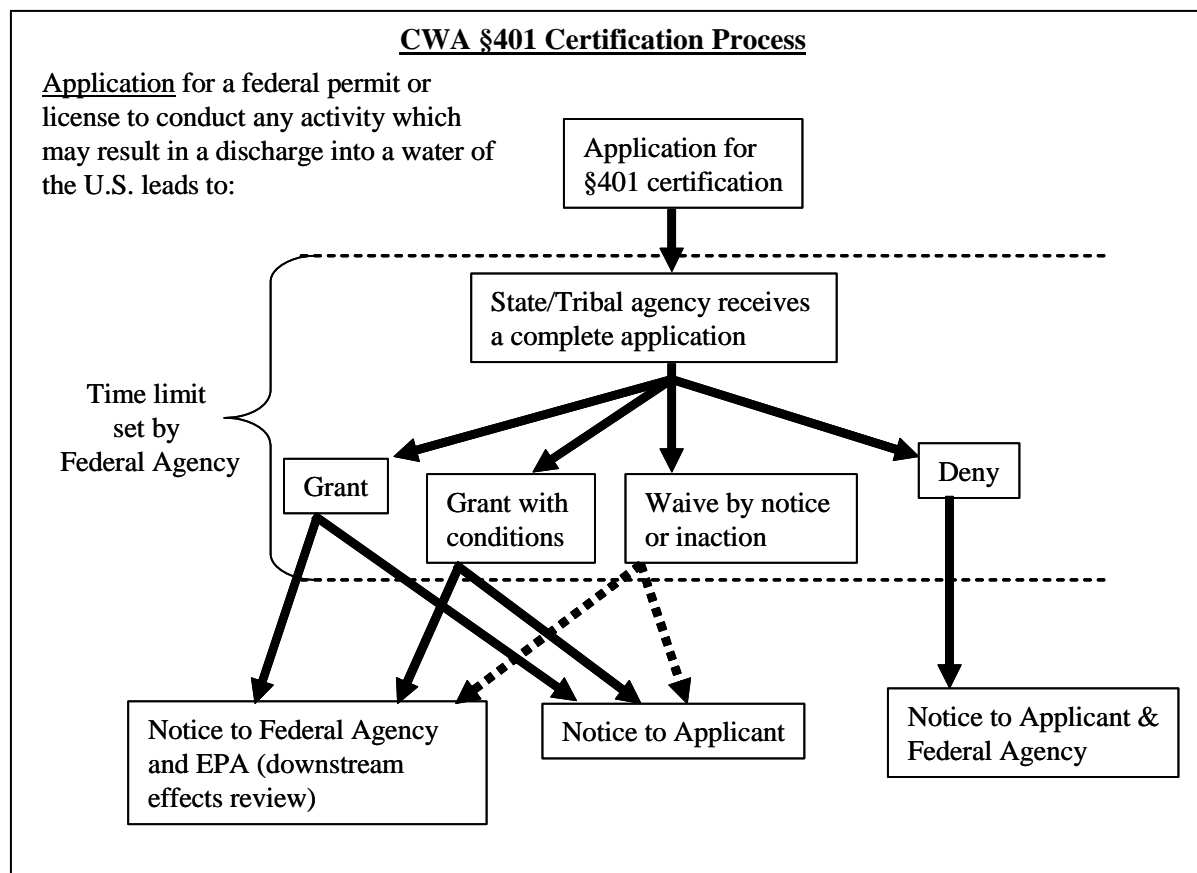 CWA §401 Certification Process
Application for a federal permit or
license to conduct any activity which
may result in a discharge into a water of
the U.S. leads to:
Application for
§401 certification
State/Tribal agency receives
a complete application
Time limit
set by
Federal Agency
Grant
Grant with
conditions
Waive by notice
or inaction
Deny
Notice to Federal Agency
and EPA (downstream
effects review)
Notice to Applicant
Notice to Applicant &
Federal Agency